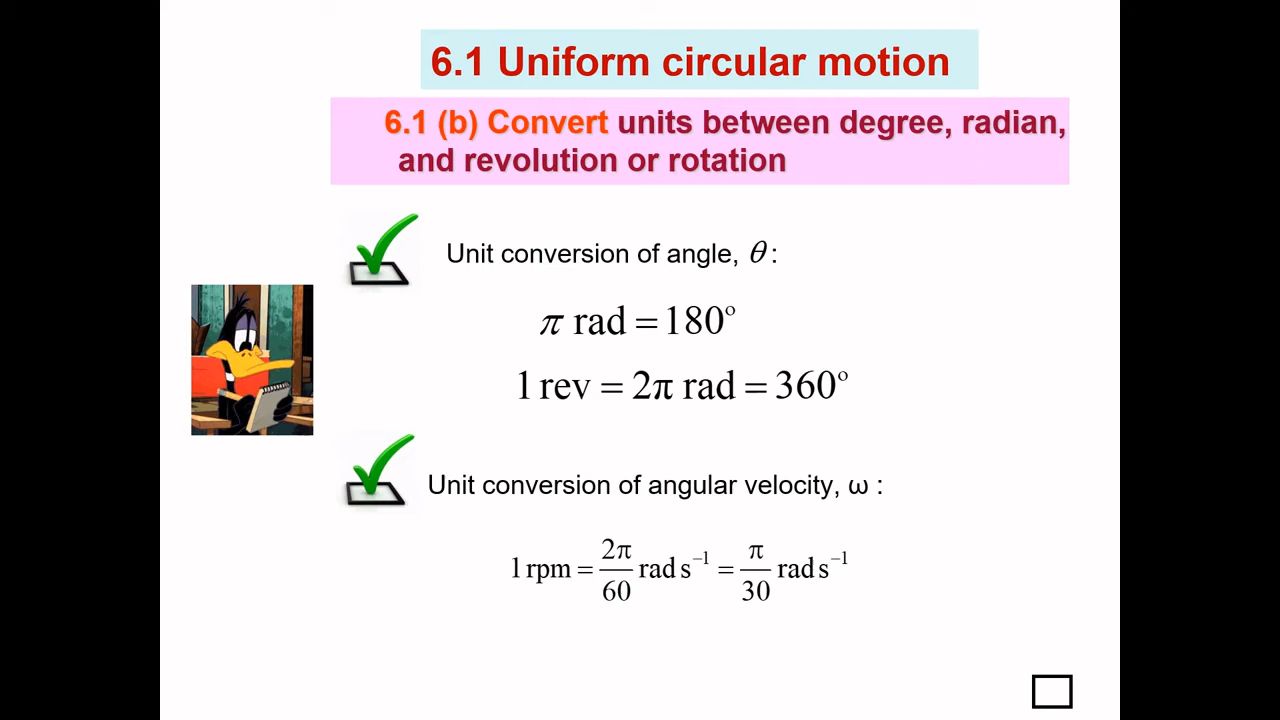 6.1 Uniform circular motion
6.1 (b) Convert units between degree, radian,
and revolution or rotation
Unit conversion of angle, θ :
π rad = 180°
1 rev = 2π rad = 360°
Unit conversion of angular velocity, ω :
1 rpm = 2π/60 rad s⁻¹ = π/30 rad s⁻¹